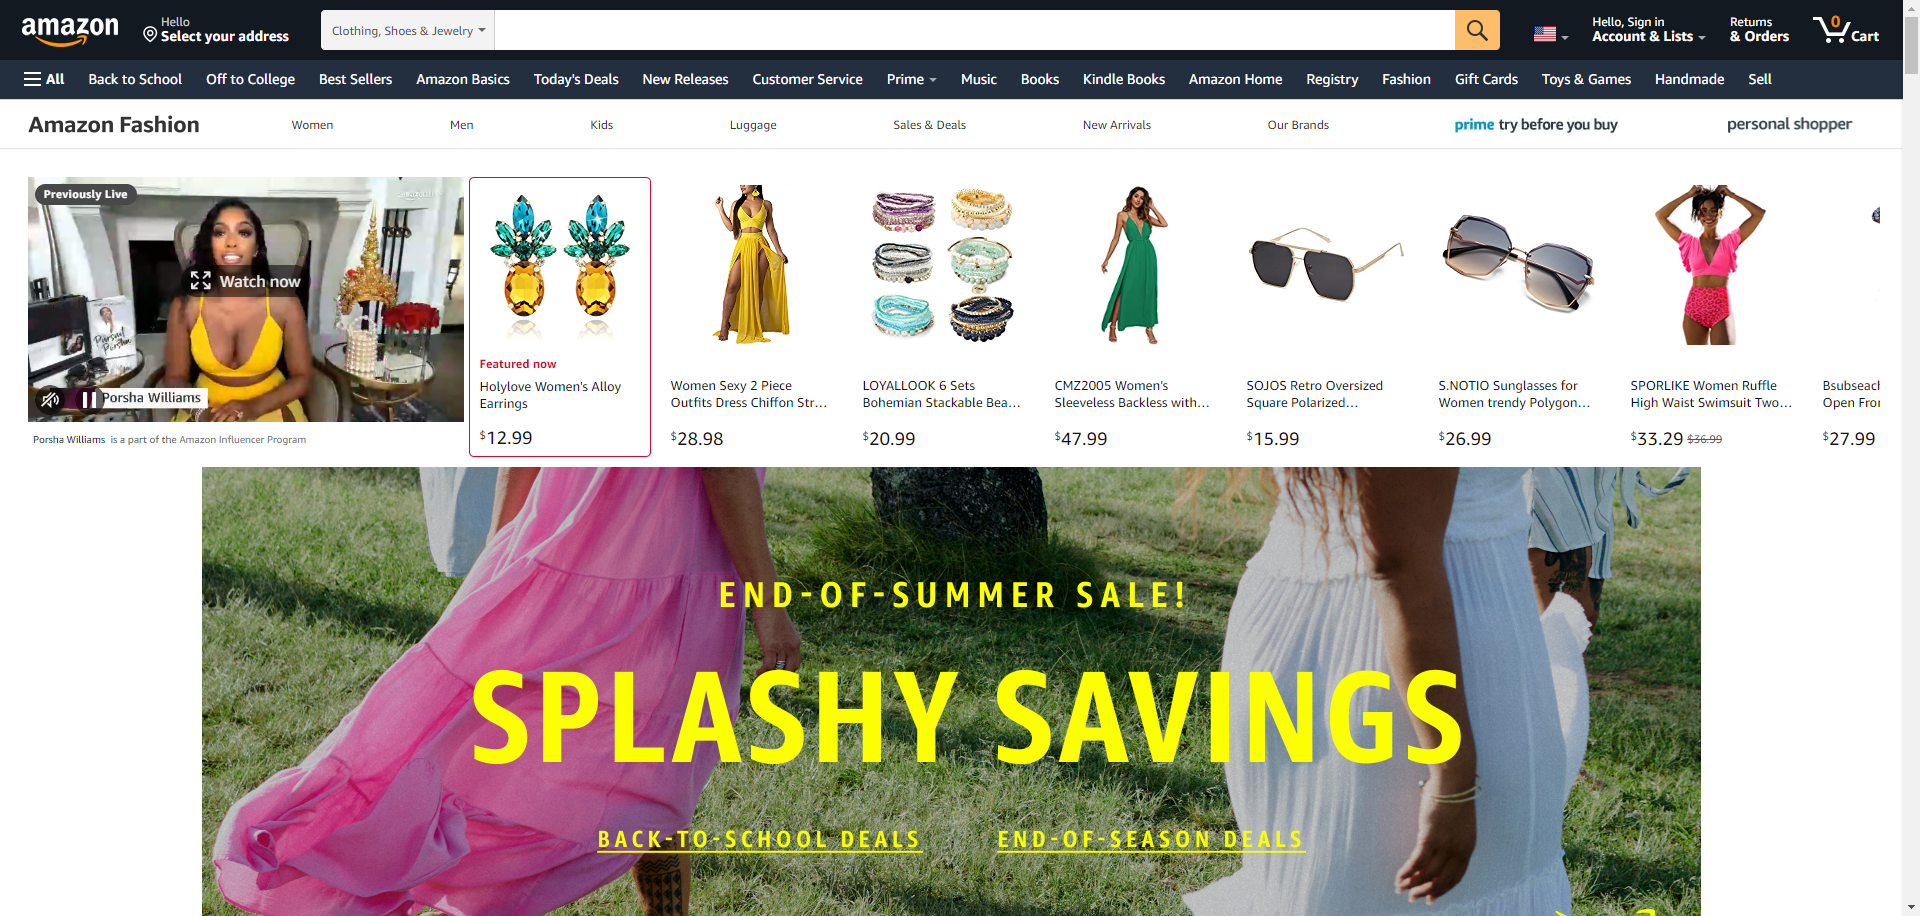 amazon
Hello
Select your address
Clothing, Shoes & Jewelry
Hello, Sign in
Account & Lists
Returns
& Orders
0
Cart
All
Back to School
Off to College
Best Sellers
Amazon Basics
Today's Deals
New Releases
Customer Service
Prime
Music
Books
Kindle Books
Amazon Home
Registry
Fashion
Gift Cards
Toys & Games
Handmade
Sell
Amazon Fashion
Women
Men
Kids
Luggage
Sales & Deals
New Arrivals
Our Brands
prime try before you buy
personal shopper
Previously Live
Watch now
Porsha Williams
Porsha Williams is a part of the Amazon Influencer Program
Featured now
Holylove Women's Alloy
Earrings
$12.99
Women Sexy 2 Piece
Outfits Dress Chiffon Str...
$28.98
LOYALLOOK 6 Sets
Bohemian Stackable Bea...
$20.99
CMZ2005 Women's
Sleeveless Backless with...
$47.99
SOJOS Retro Oversized
Square Polarized...
$15.99
S.NOTIO Sunglasses for
Women trendy Polygon...
$26.99
SPORLIKE Women Ruffle
High Waist Swimsuit Two...
$33.29 $36.99
Bsubseach
Open Fron
$27.99
END-OF-SUMMER SALE!
SPLASHY SAVINGS
BACK-TO-SCHOOL DEALS
END-OF-SEASON DEALS